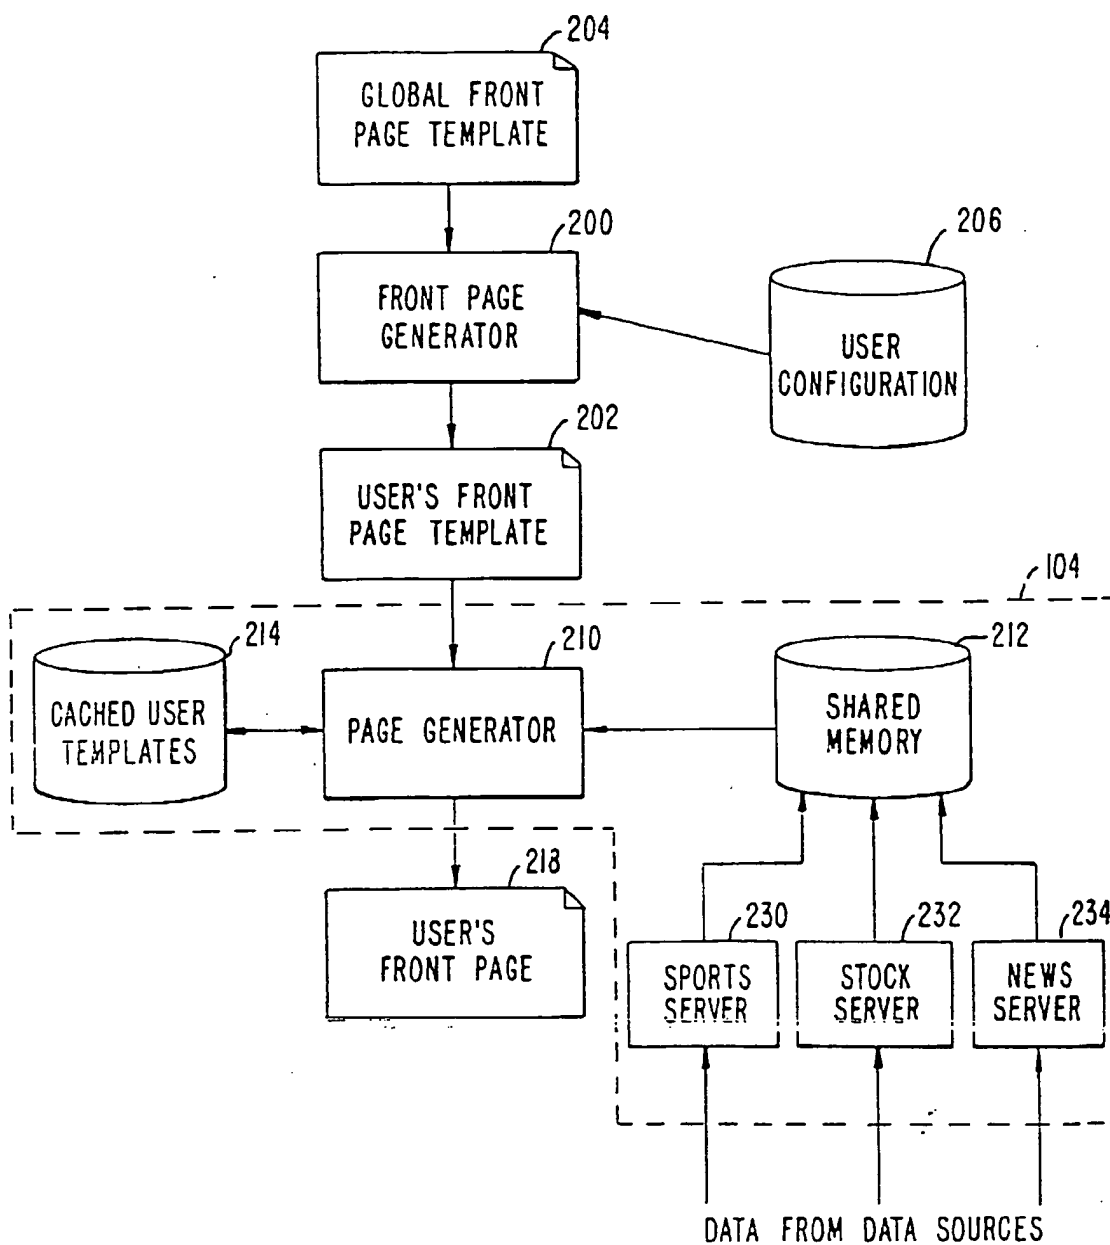 204
GLOBAL FRONT
PAGE TEMPLATE
200
206
FRONT PAGE
GENERATOR
USER
CONFIGURATION
202
USER'S FRONT
PAGE TEMPLATE
104
214
210
212
CACHED USER
TEMPLATES
PAGE GENERATOR
SHARED
MEMORY
218
USER'S
FRONT PAGE
230
232
234
SPORTS
SERVER
STOCK
SERVER
NEWS
SERVER
DATA FROM DATA SOURCES